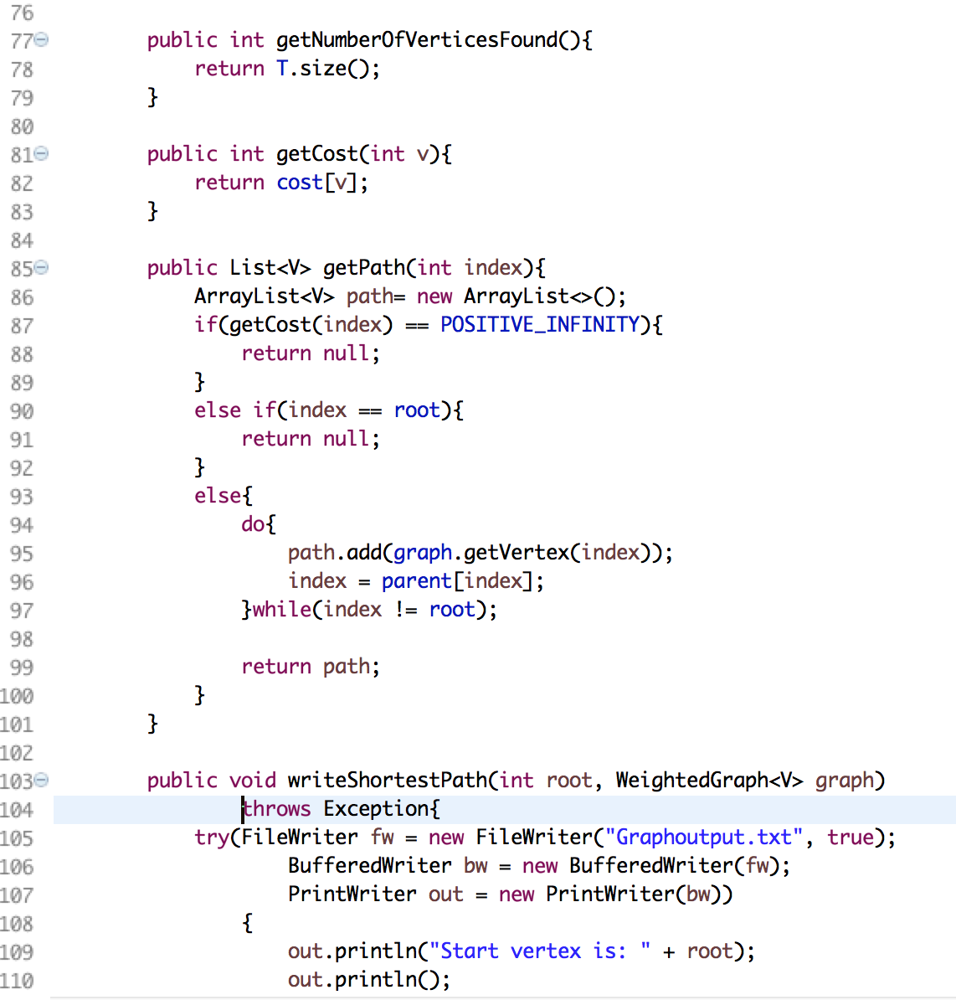 76
77 public int getNumberOfVerticesFound(){
78 return T.size();
79 }
80
81 public int getCost(int v){
82 return cost[v];
83 }
84
85 public List<V> getPath(int index){
86 ArrayList<V> path= new ArrayList<>();
87 if(getCost(index) == POSITIVE_INFINITY){
88 return null;
89 }
90 else if(index == root){
91 return null;
92 }
93 else{
94 do{
95 path.add(graph.getVertex(index));
96 index = parent[index];
97 }while(index != root);
98
99 return path;
100 }
101 }
102
103 public void writeShortestPath(int root, WeightedGraph<V> graph)
104 throws Exception{
105 try(FileWriter fw = new FileWriter("Graphoutput.txt", true);
106 BufferedWriter bw = new BufferedWriter(fw);
107 PrintWriter out = new PrintWriter(bw))
108 {
109 out.println("Start vertex is: " + root);
110 out.println();